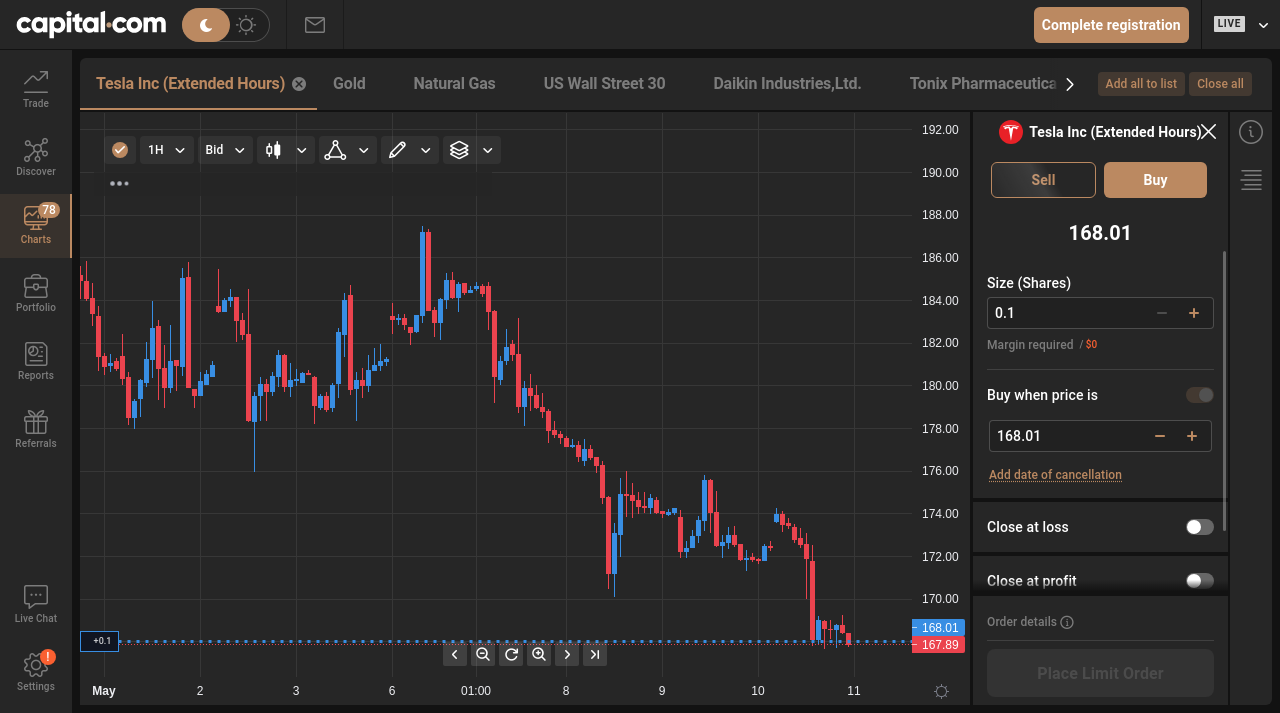 capital.com
Complete registration
LIVE
Trade
Discover
78
Charts
Portfolio
Reports
Referrals
Live Chat
!
Settings
Tesla Inc (Extended Hours)
Gold
Natural Gas
US Wall Street 30
Daikin Industries,Ltd.
Tonix Pharmaceutica
Add all to list
Close all
1H
Bid
192.00
190.00
188.00
186.00
184.00
182.00
180.00
178.00
176.00
174.00
172.00
170.00
168.01
167.89
+0.1
May
2
3
6
01:00
8
9
10
11
Tesla Inc (Extended Hours)
Sell
Buy
168.01
Size (Shares)
0.1
Margin required / $0
Buy when price is
168.01
Add date of cancellation
Close at loss
Close at profit
Order details
Place Limit Order